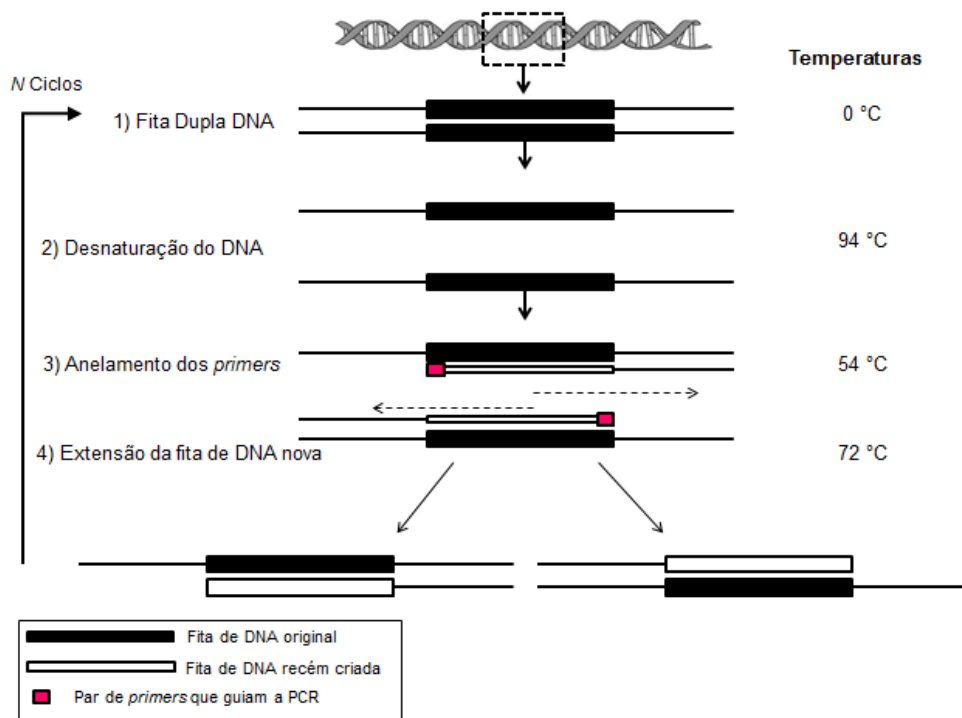 Temperaturas
N Ciclos
1) Fita Dupla DNA
0 °C
2) Desnaturação do DNA
94 °C
3) Anelamento dos primers
54 °C
4) Extensão da fita de DNA nova
72 °C
Fita de DNA original
Fita de DNA recém criada
Par de primers que guiam a PCR